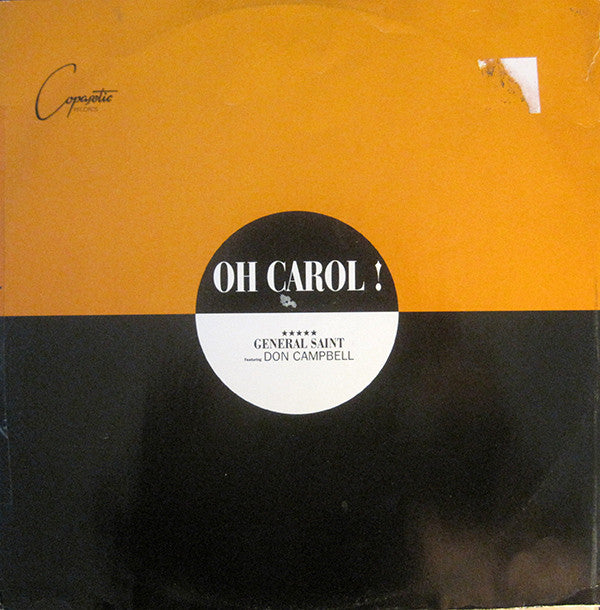 Copasetic
RECORDS
OH CAROL !
★★★★★
GENERAL SAINT
Featuring DON CAMPBELL